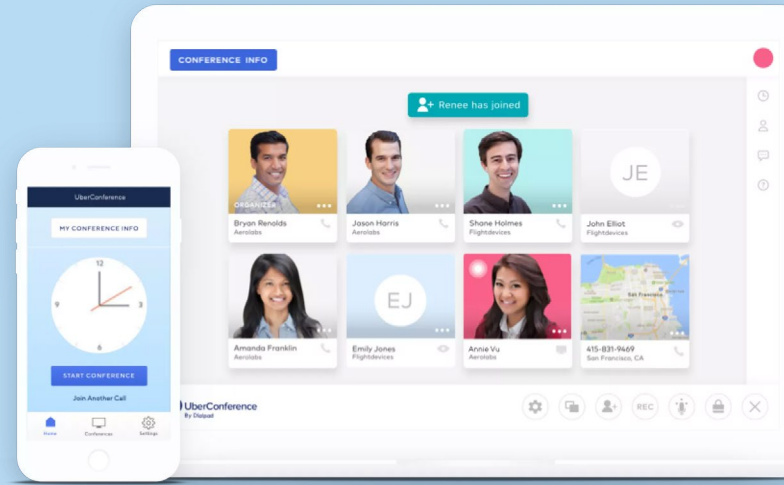 CONFERENCE INFO
Renee has joined
ORGANIZER
Bryan Renolds
Aerolabs
Jason Harris
Aerolabs
Shane Holmes
Flightdevices
JE
John Elliot
Flightdevices
Amanda Franklin
Aerolabs
EJ
Emily Jones
Flightdevices
Annie Vu
Aerolabs
San Francisco
415-831-9469
San Francisco, CA
UberConference
By Dialpad
REC
UberConference
MY CONFERENCE INFO
12
9
3
6
START CONFERENCE
Join Another Call
Home
Conferences
Settings